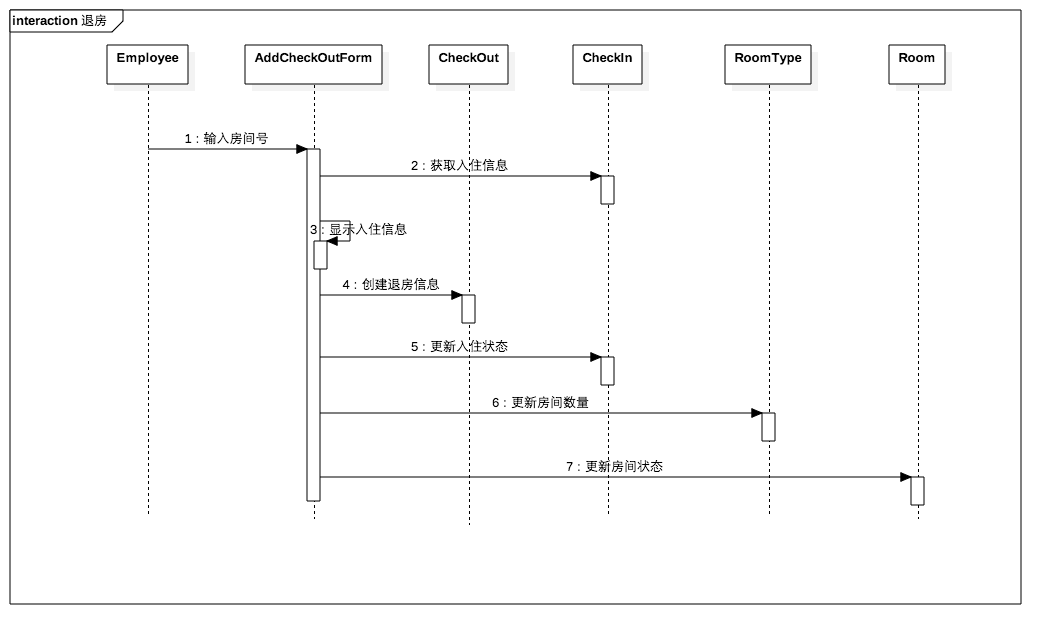 interaction 退房
Employee
AddCheckOutForm
CheckOut
CheckIn
RoomType
Room
1 : 输入房间号
2 : 获取入住信息
3 : 显示入住信息
4 : 创建退房信息
5 : 更新入住状态
6 : 更新房间数量
7 : 更新房间状态